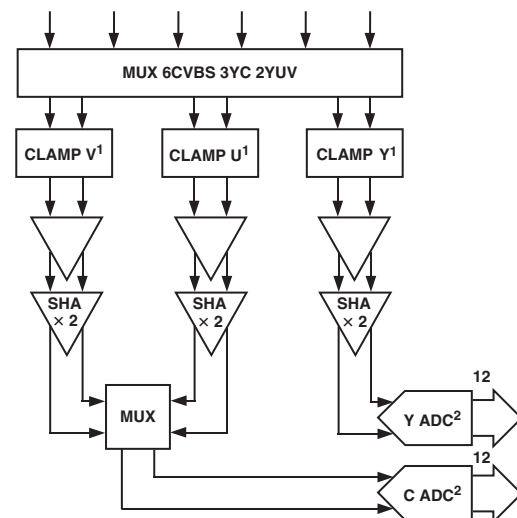 MUX 6CVBS 3YC 2YUV
CLAMP V¹
CLAMP U¹
CLAMP Y¹
SHA
× 2
SHA
× 2
SHA
× 2
MUX
12
Y ADC²
12
C ADC²